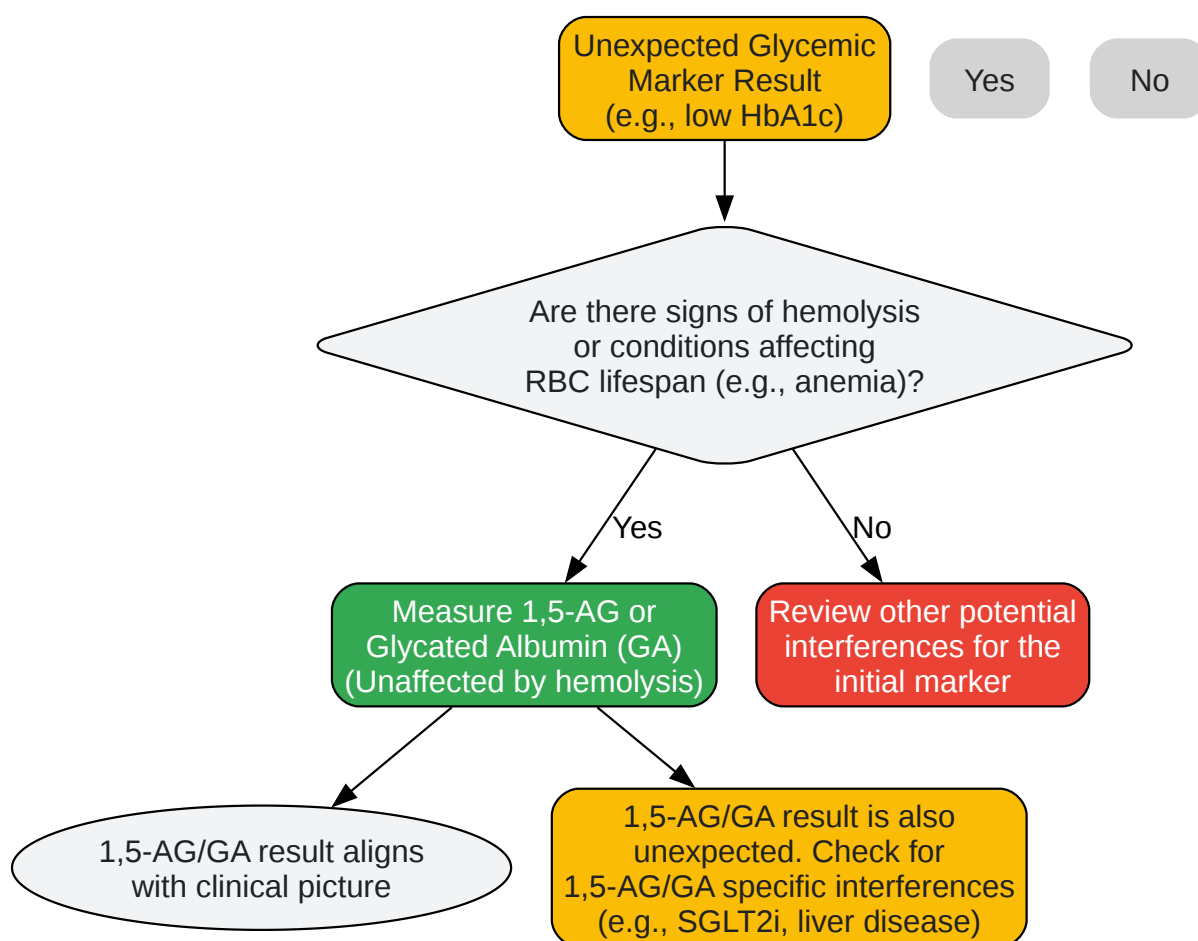 Unexpected Glycemic
Marker Result
(e.g., low HbA1c)
Yes
No
Are there signs of hemolysis
or conditions affecting
RBC lifespan (e.g., anemia)?
Yes
No
Measure 1,5-AG or
Glycated Albumin (GA)
(Unaffected by hemolysis)
Review other potential
interferences for the
initial marker
1,5-AG/GA result aligns
with clinical picture
1,5-AG/GA result is also
unexpected. Check for
1,5-AG/GA specific interferences
(e.g., SGLT2i, liver disease)